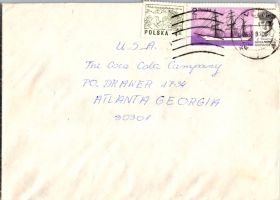 POLSKA
U.S.A.
The Coca Cola Company
P.O. DRAWER 1734
ATLANTA GEORGIA
30301